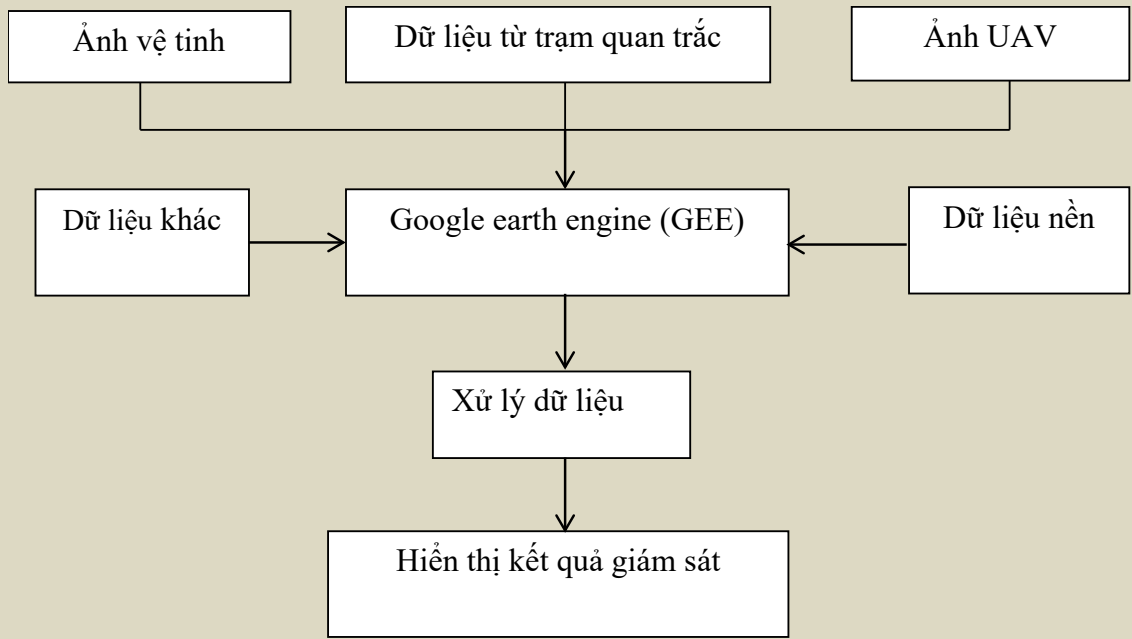 Ảnh vệ tinh
Dữ liệu từ trạm quan trắc
Ảnh UAV
Dữ liệu khác
Google earth engine (GEE)
Dữ liệu nền
Xử lý dữ liệu
Hiển thị kết quả giám sát